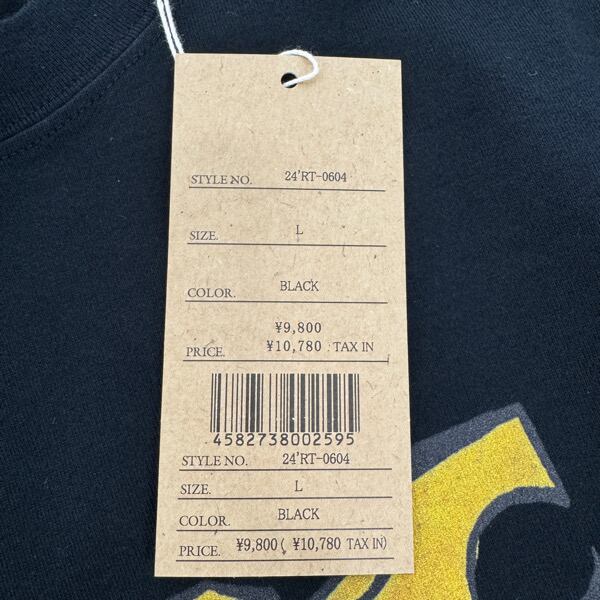 STYLE NO. 24'RT-0604
SIZE. L
COLOR. BLACK
¥9,800
PRICE. ¥10,780 TAX IN
4582738002595
STYLE NO. 24'RT-0604
SIZE. L
COLOR. BLACK
PRICE. ¥9,800( ¥10,780 TAX IN)